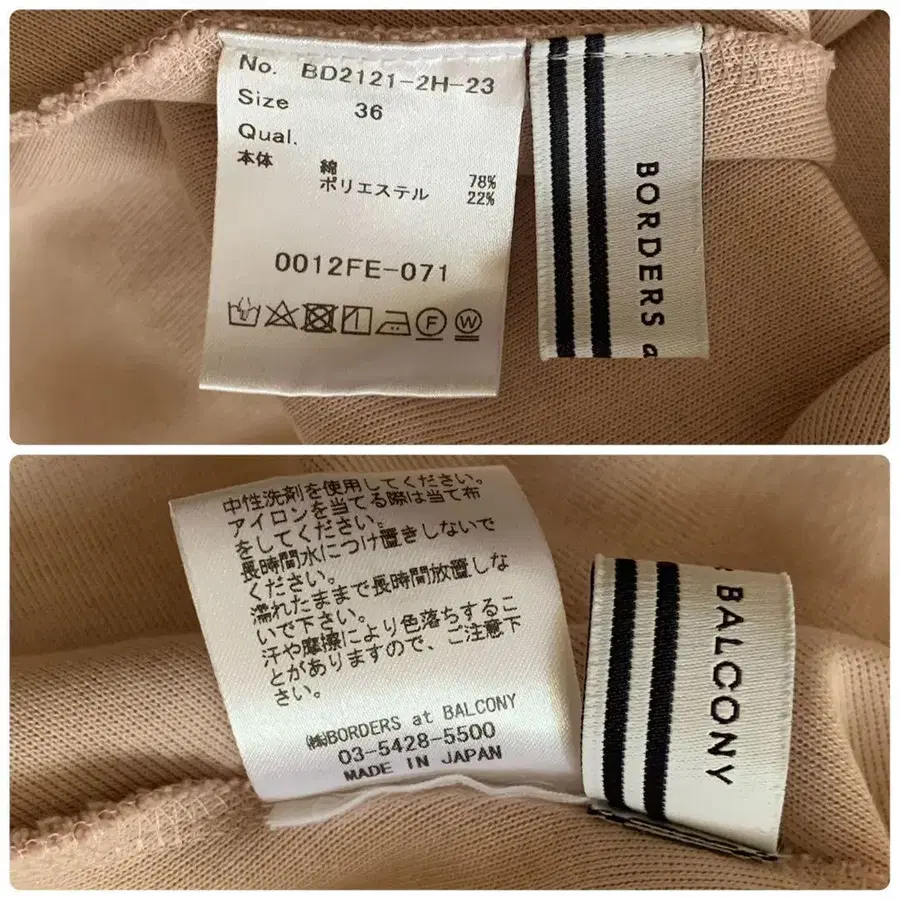 No. BD2121-2H-23
Size 36
Qual.
本体 綿 78%
ポリエステル 22%
0012FE-071
F W
BORDERS a
中性洗剤を使用してください。
アイロンを当てる際は当て布
をしてください。
長時間水につけ置きしないで
ください。
濡れたままで長時間放置しな
いで下さい。
汗や摩擦により色落ちするこ
とがありますので、ご注意下
さい。
㈱BORDERS at BALCONY
03-5428-5500
MADE IN JAPAN
BALCONY